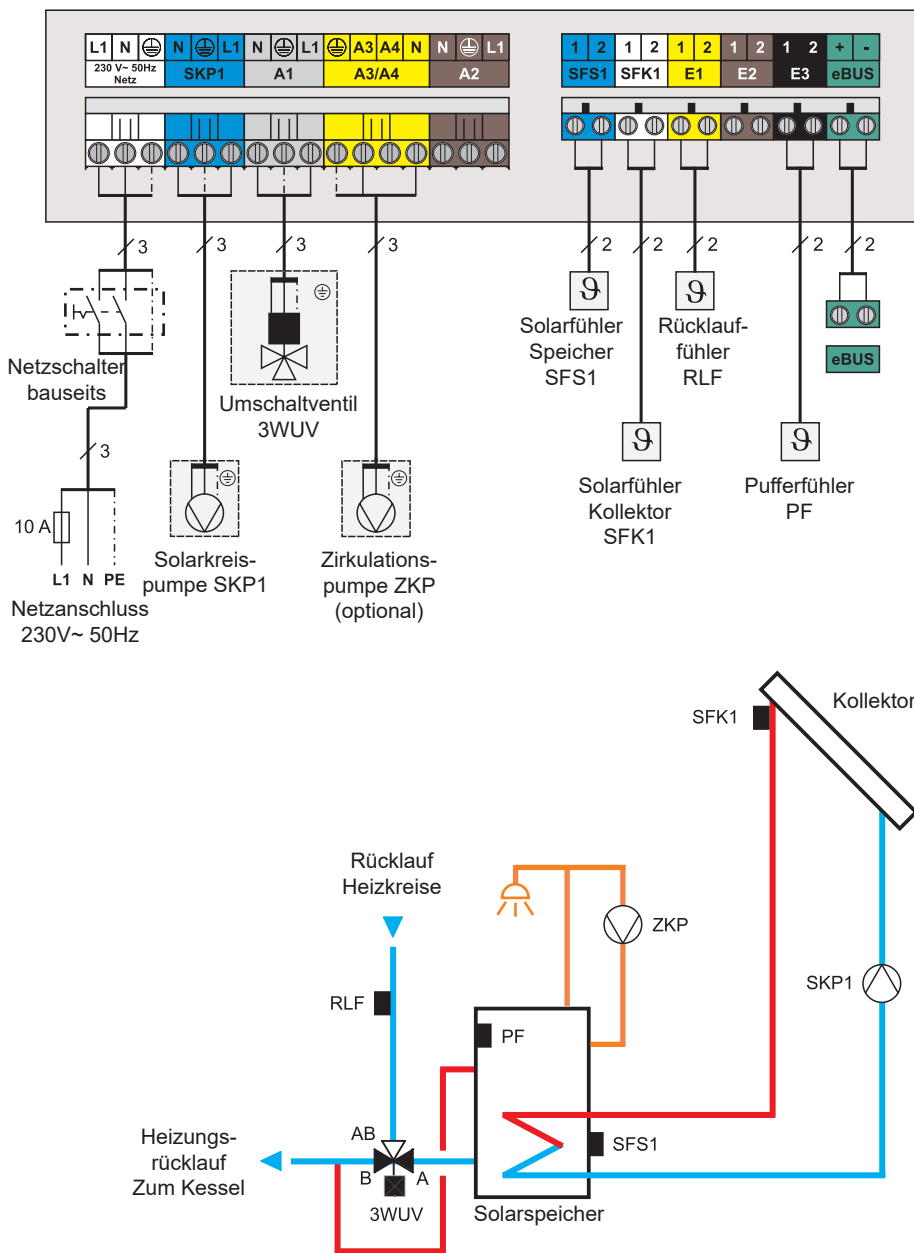 L1 N N L1 N L1 A3 A4 N N L1
230 V~ 50Hz
Netz
SKP1 A1 A3/A4 A2
1 2 1 2 1 2 1 2 1 2 + -
SFS1 SFK1 E1 E2 E3 eBUS
3 3 3 3 2 2 2 2 2
Netzschalter
bauseits
Umschaltventil
3WUV
ϑ
Solarfühler
Speicher
SFS1
ϑ
Rücklauf-
fühler
RLF
eBUS
3
10 A
L1 N PE
Netzanschluss
230V~ 50Hz
Solarkreis-
pumpe SKP1
Zirkulations-
pumpe ZKP
(optional)
ϑ
Solarfühler
Kollektor
SFK1
ϑ
Pufferfühler
PF
SFK1
Kollektor
Rücklauf
Heizkreise
ZKP
SKP1
RLF
PF
AB
B A
3WUV
SFS1
Heizungs-
rücklauf
Zum Kessel
Solarspeicher